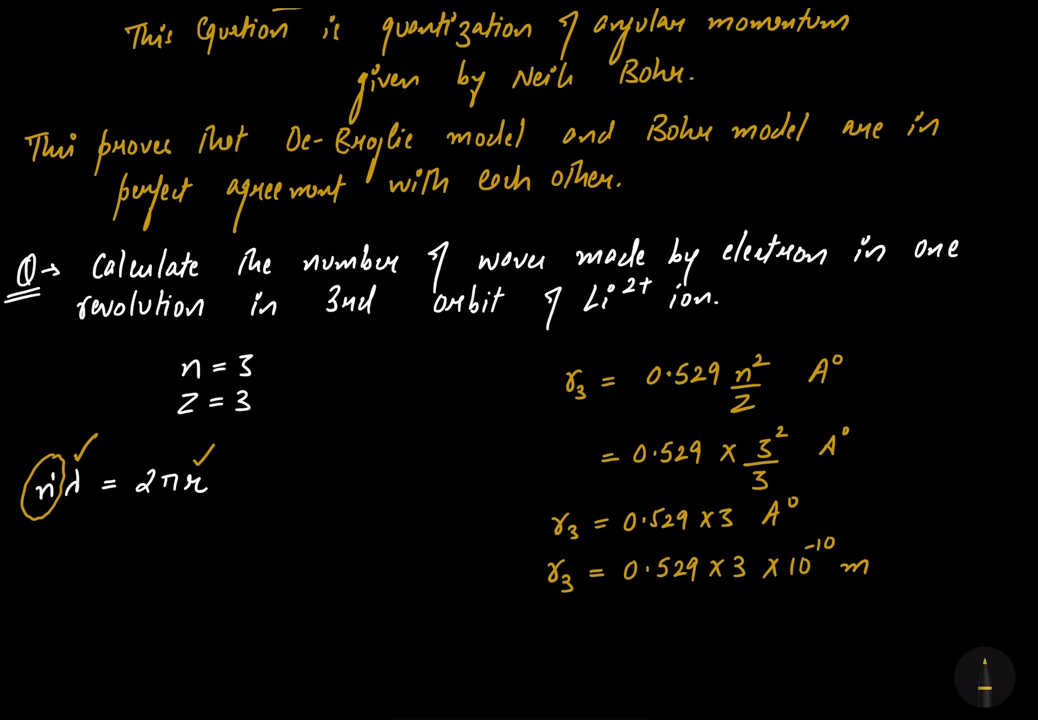 This Equation is quantization of angular momentum
given by Neils Bohr.
This proves that De-Broglie model and Bohr model are in
perfect agreement with each other.
Q→ Calculate the number of waves made by electron in one
revolution in 3rd orbit of Li²⁺ ion.
n = 3
Z = 3
n'λ = 2πr
r₃ = 0.529 n²/Z A°
= 0.529 × 3²/3 A°
r₃ = 0.529 × 3 A°
r₃ = 0.529 × 3 × 10⁻¹⁰ m